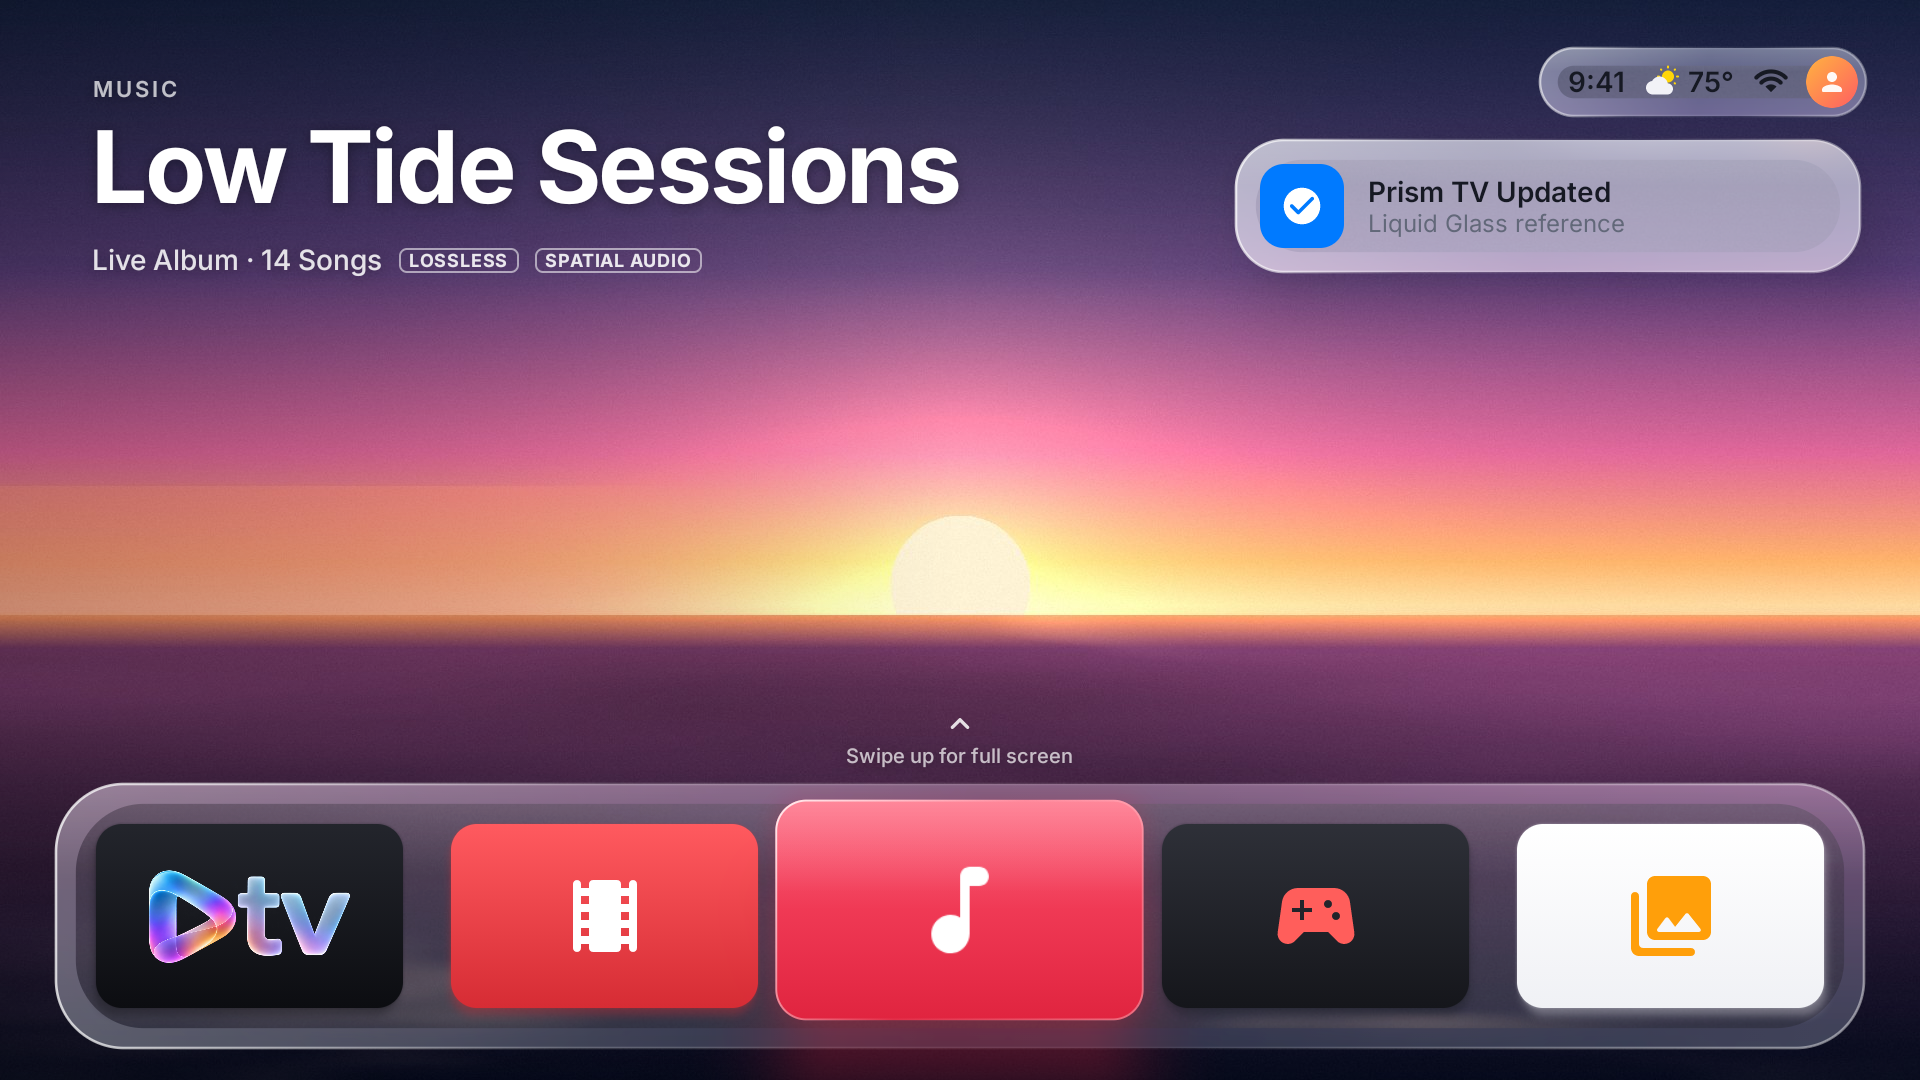 MUSIC
Low Tide Sessions
Live Album · 14 Songs LOSSLESS SPATIAL AUDIO
9:41 75°
Prism TV Updated
Liquid Glass reference
Swipe up for full screen
tv